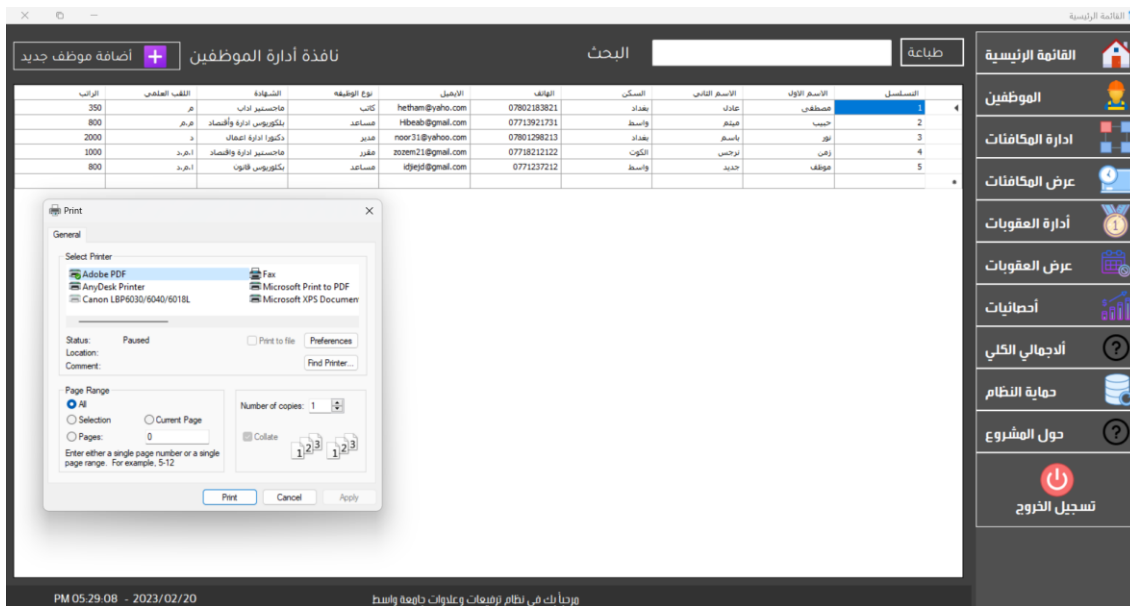 القائمة الرئيسية
طباعة
البحث
نافذة أدارة الموظفين
أضافة موظف جديد
القائمة الرئيسية
الموظفين
ادارة المكافئات
عرض المكافئات
أدارة العقوبات
عرض العقوبات
أحصائيات
ألاجمالي الكلي
حماية النظام
حول المشروع
تسجيل الخروج
التسلسل الاسم الاول الاسم الثاني السكن الهاتف الايميل نوع الوظيفه الشهادة اللقب العلمي الراتب
1 مصطفى عادل بغداد 07802183821 hetham@yaho.com كاتب ماجستير اداب م 350
2 حبيب ميثم واسط 07713921731 Hibeab@gmail.com مساعد بلكوريوس ادارة وأقتصاد م.م 800
3 نور باسم بغداد 07801298213 noor31@yahoo.com مدير دكتورا ادارة اعمال د 2000
4 زمن نرجس الكوت 07718212122 zozem21@gmail.com مقرر ماجستير ادارة واقتصاد ا.م.د 1000
5 موظف جديد واسط 0771237212 idjiejd@gmail.com مساعد بكلوريوس قانون ا.م.د 800
Print
General
Select Printer
Adobe PDF
Fax
AnyDesk Printer
Microsoft Print to PDF
Canon LBP6030/6040/6018L
Microsoft XPS Documen
Status: Paused
Print to file
Preferences
Location:
Comment:
Find Printer...
Page Range
All
Selection
Current Page
Pages: 0
Enter either a single page number or a single
page range. For example, 5-12
Number of copies: 1
Collate
1 2 3 1 2 3
Print
Cancel
Apply
مرحباً بك في نظام ترفيعات وعلاوات جامعة واسط
PM 05:29:08 - 2023/02/20